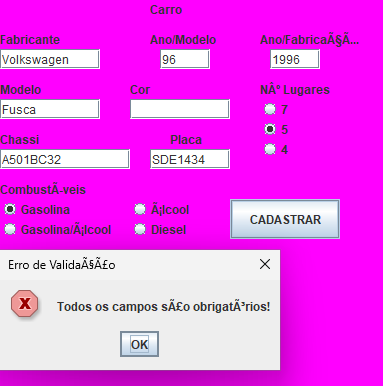 Carro
Fabricante Ano/Modelo Ano/FabricaÃ§Ã...
Volkswagen 96 1996
Modelo Cor NÂº Lugares
Fusca 7
5
Chassi Placa 4
A501BC32 SDE1434
CombustÃ­veis
Gasolina Ã¡lcool
Gasolina/Ã¡lcool Diesel
CADASTRAR
Erro de ValidaÃ§Ã£o
Todos os campos sÃ£o obrigatÃ³rios!
OK